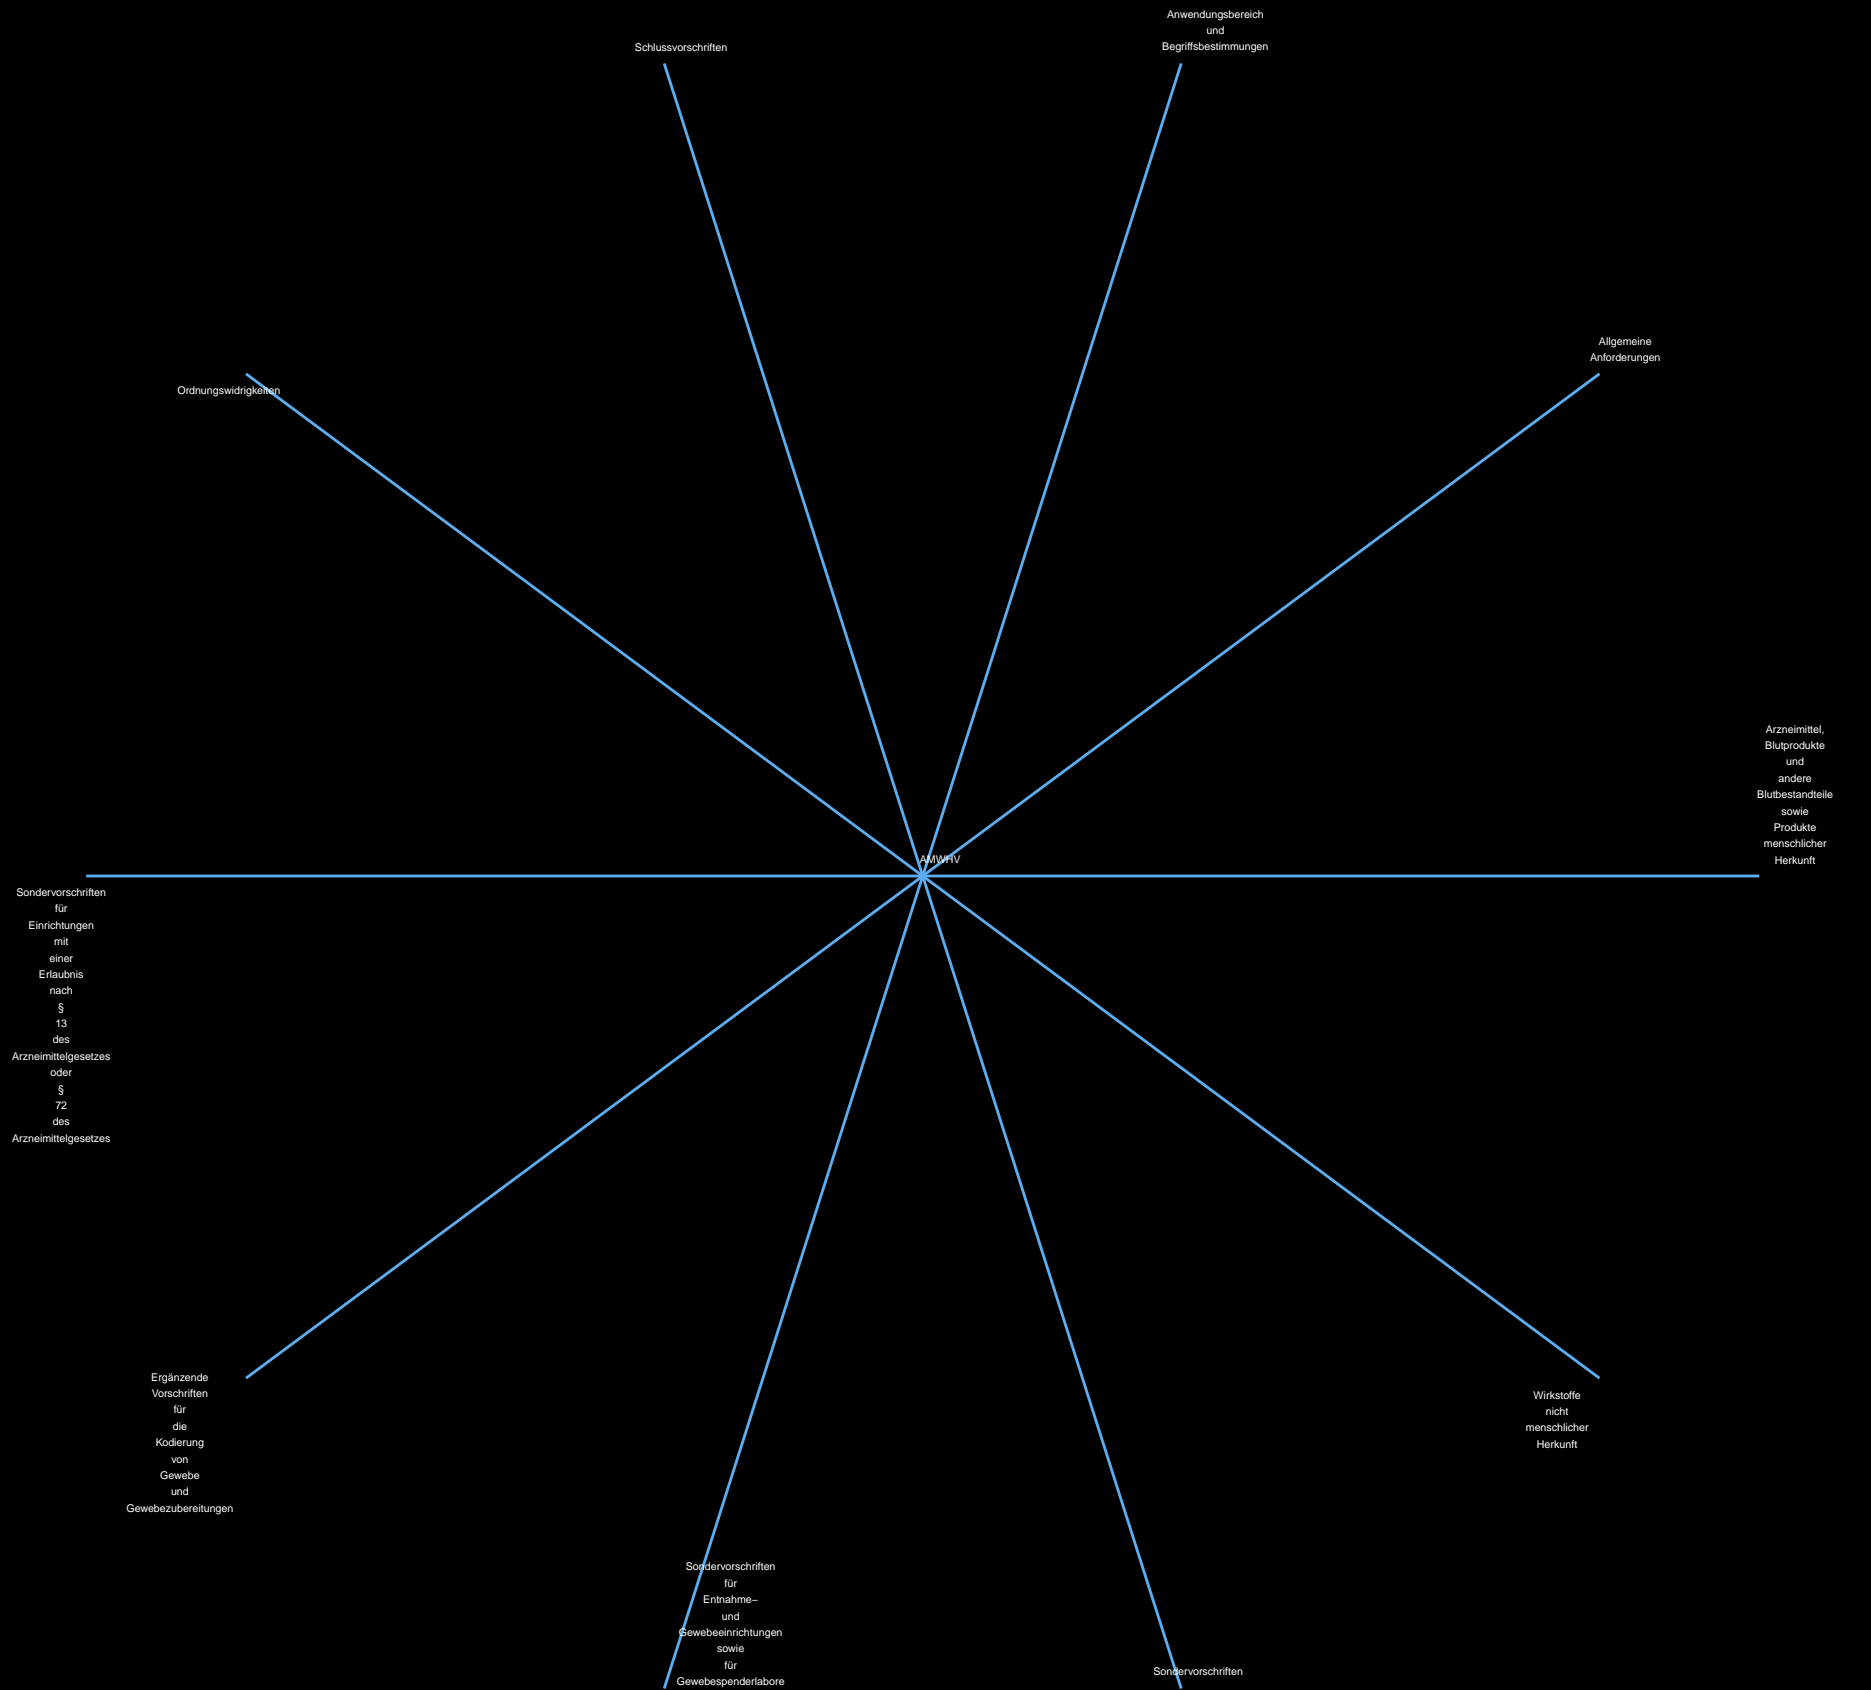 Anwendungsbereich
und
Begriffsbestimmungen
Schlussvorschriften
Allgemeine
Anforderungen
Ordnungswidrigkeiten
Arzneimittel,
Blutprodukte
und
andere
Blutbestandteile
sowie
Produkte
menschlicher
Herkunft
AMWHV
Sondervorschriften
für
Einrichtungen
mit
einer
Erlaubnis
nach
§
13
des
Arzneimittelgesetzes
oder
§
72
des
Arzneimittelgesetzes
Ergänzende
Vorschriften
für
die
Kodierung
von
Gewebe
und
Gewebezubereitungen
Wirkstoffe
nicht
menschlicher
Herkunft
Sondervorschriften
für
Entnahme–
und
Gewebeeinrichtungen
sowie
für
Gewebespenderlabore
Sondervorschriften